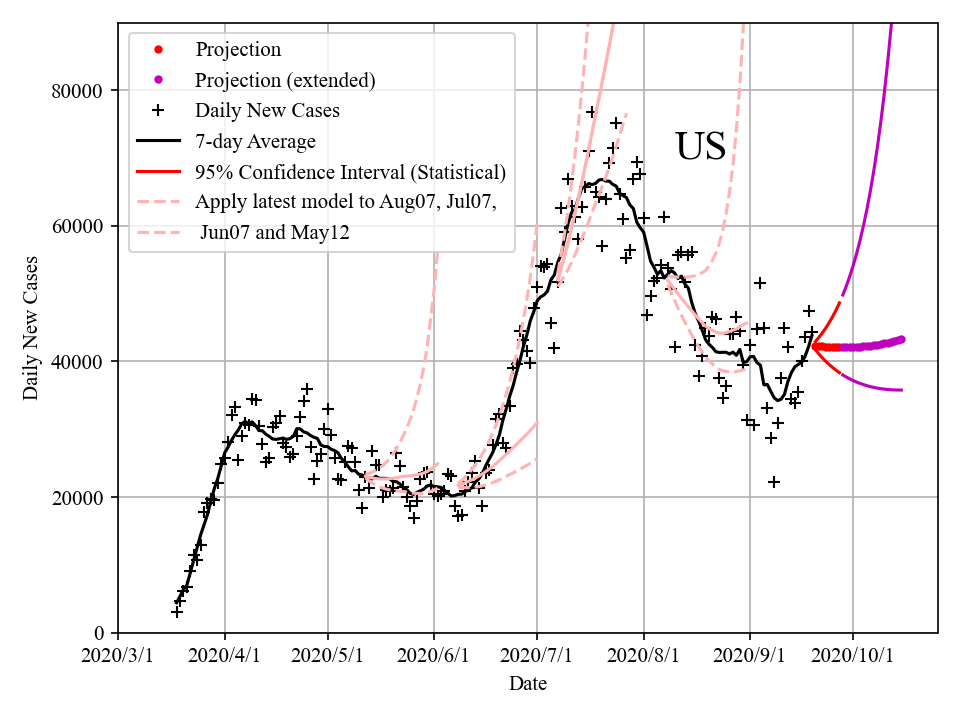 Projection
Projection (extended)
Daily New Cases
7-day Average
95% Confidence Interval (Statistical)
Apply latest model to Aug07, Jul07,
Jun07 and May12
US
80000
60000
40000
20000
0
Daily New Cases
2020/3/1 2020/4/1 2020/5/1 2020/6/1 2020/7/1 2020/8/1 2020/9/1 2020/10/1
Date